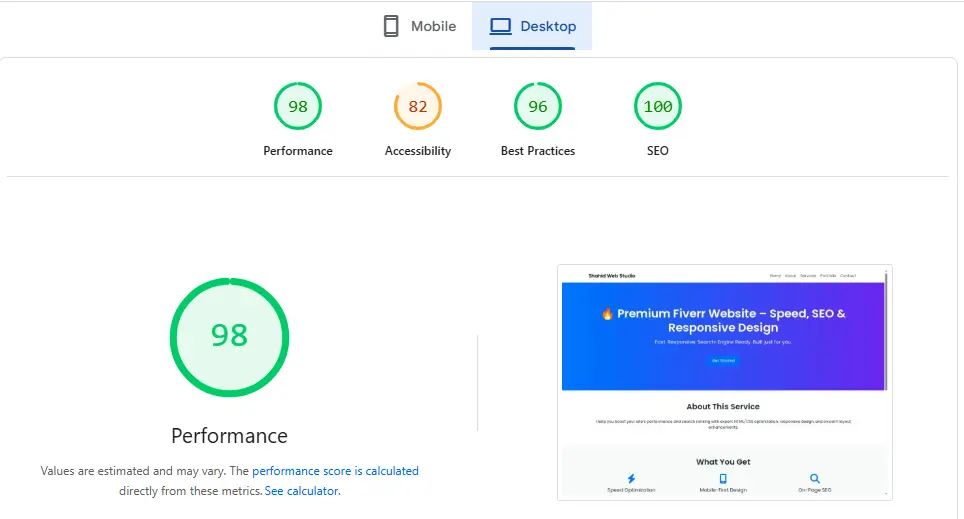 Mobile
Desktop
98
82
96
100
Performance
Accessibility
Best Practices
SEO
98
Performance
Values are estimated and may vary. The performance score is calculated
directly from these metrics. See calculator.
Shahid Web Studio
Home About Services Portfolio Contact
🔥 Premium Fiverr Website – Speed, SEO &
Responsive Design
Fast. Responsive. Search-Engine Ready. Built just for you.
Get Started
About This Service
I help you boost your site's performance and search ranking with expert HTML/CSS optimization, responsive design, and smart layout
enhancements.
What You Get
Speed Optimization
Mobile-First Design
On-Page SEO